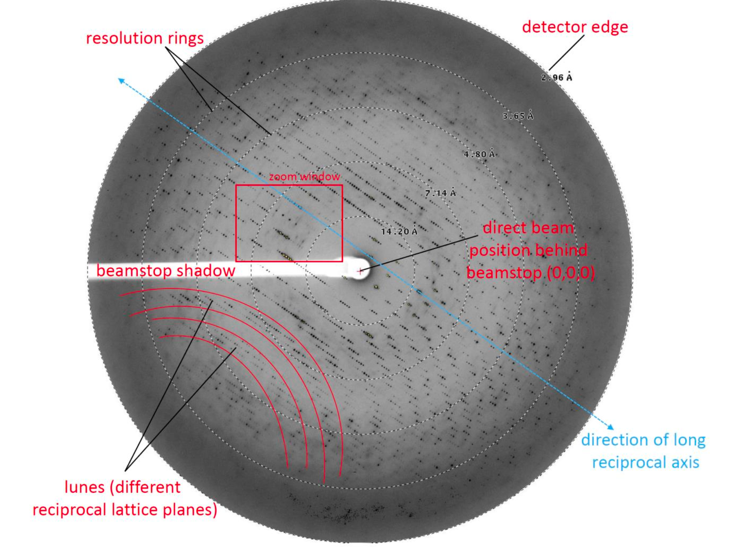 detector edge
resolution rings
2.96 Å
3.65 Å
4.80 Å
zoom window
7.14 Å
14.20 Å
direct beam
position behind
beamstop (0,0,0)
beamstop shadow
direction of long
reciprocal axis
lunes (different
reciprocal lattice planes)